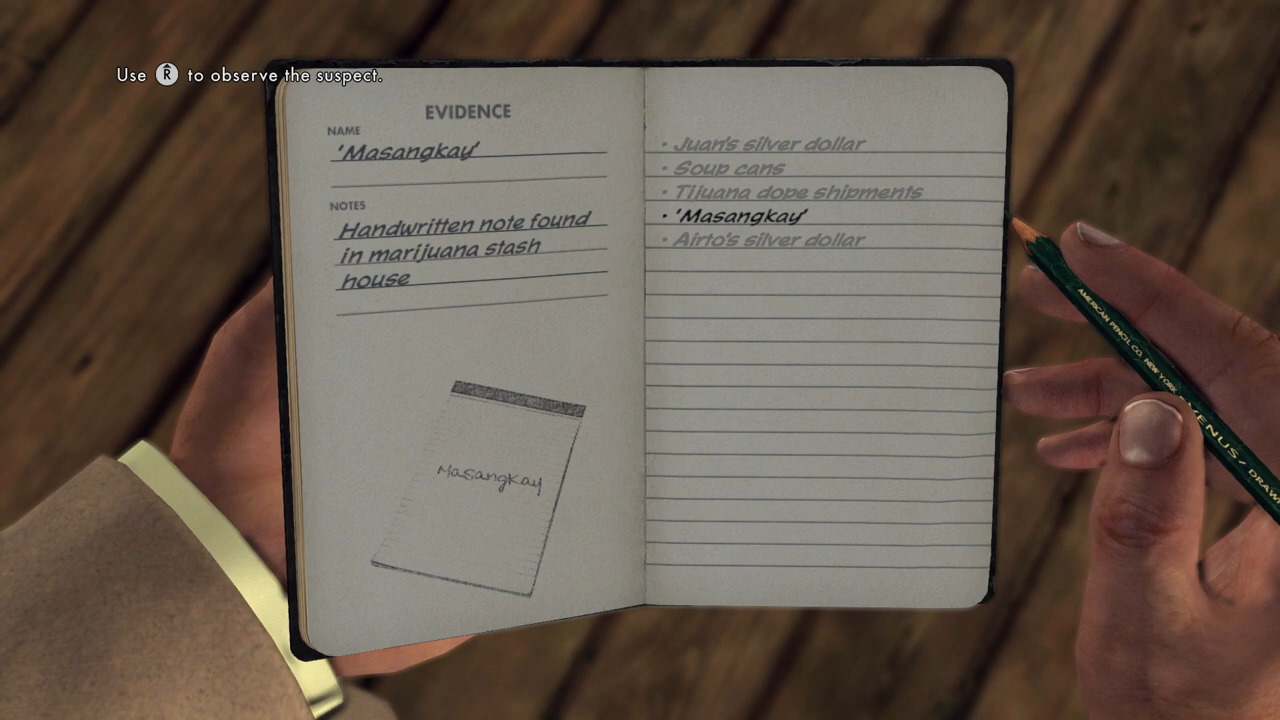 Use R to observe the suspect.
EVIDENCE
NAME
'Masangkay'
NOTES
Handwritten note found
in marijuana stash
house
Masangkay
• Juan's silver dollar
• Soup cans
• Tijuana dope shipments
• 'Masangkay'
• Airto's silver dollar
AMERICAN PENCIL CO. NEW YORK
VENUS/DRAW